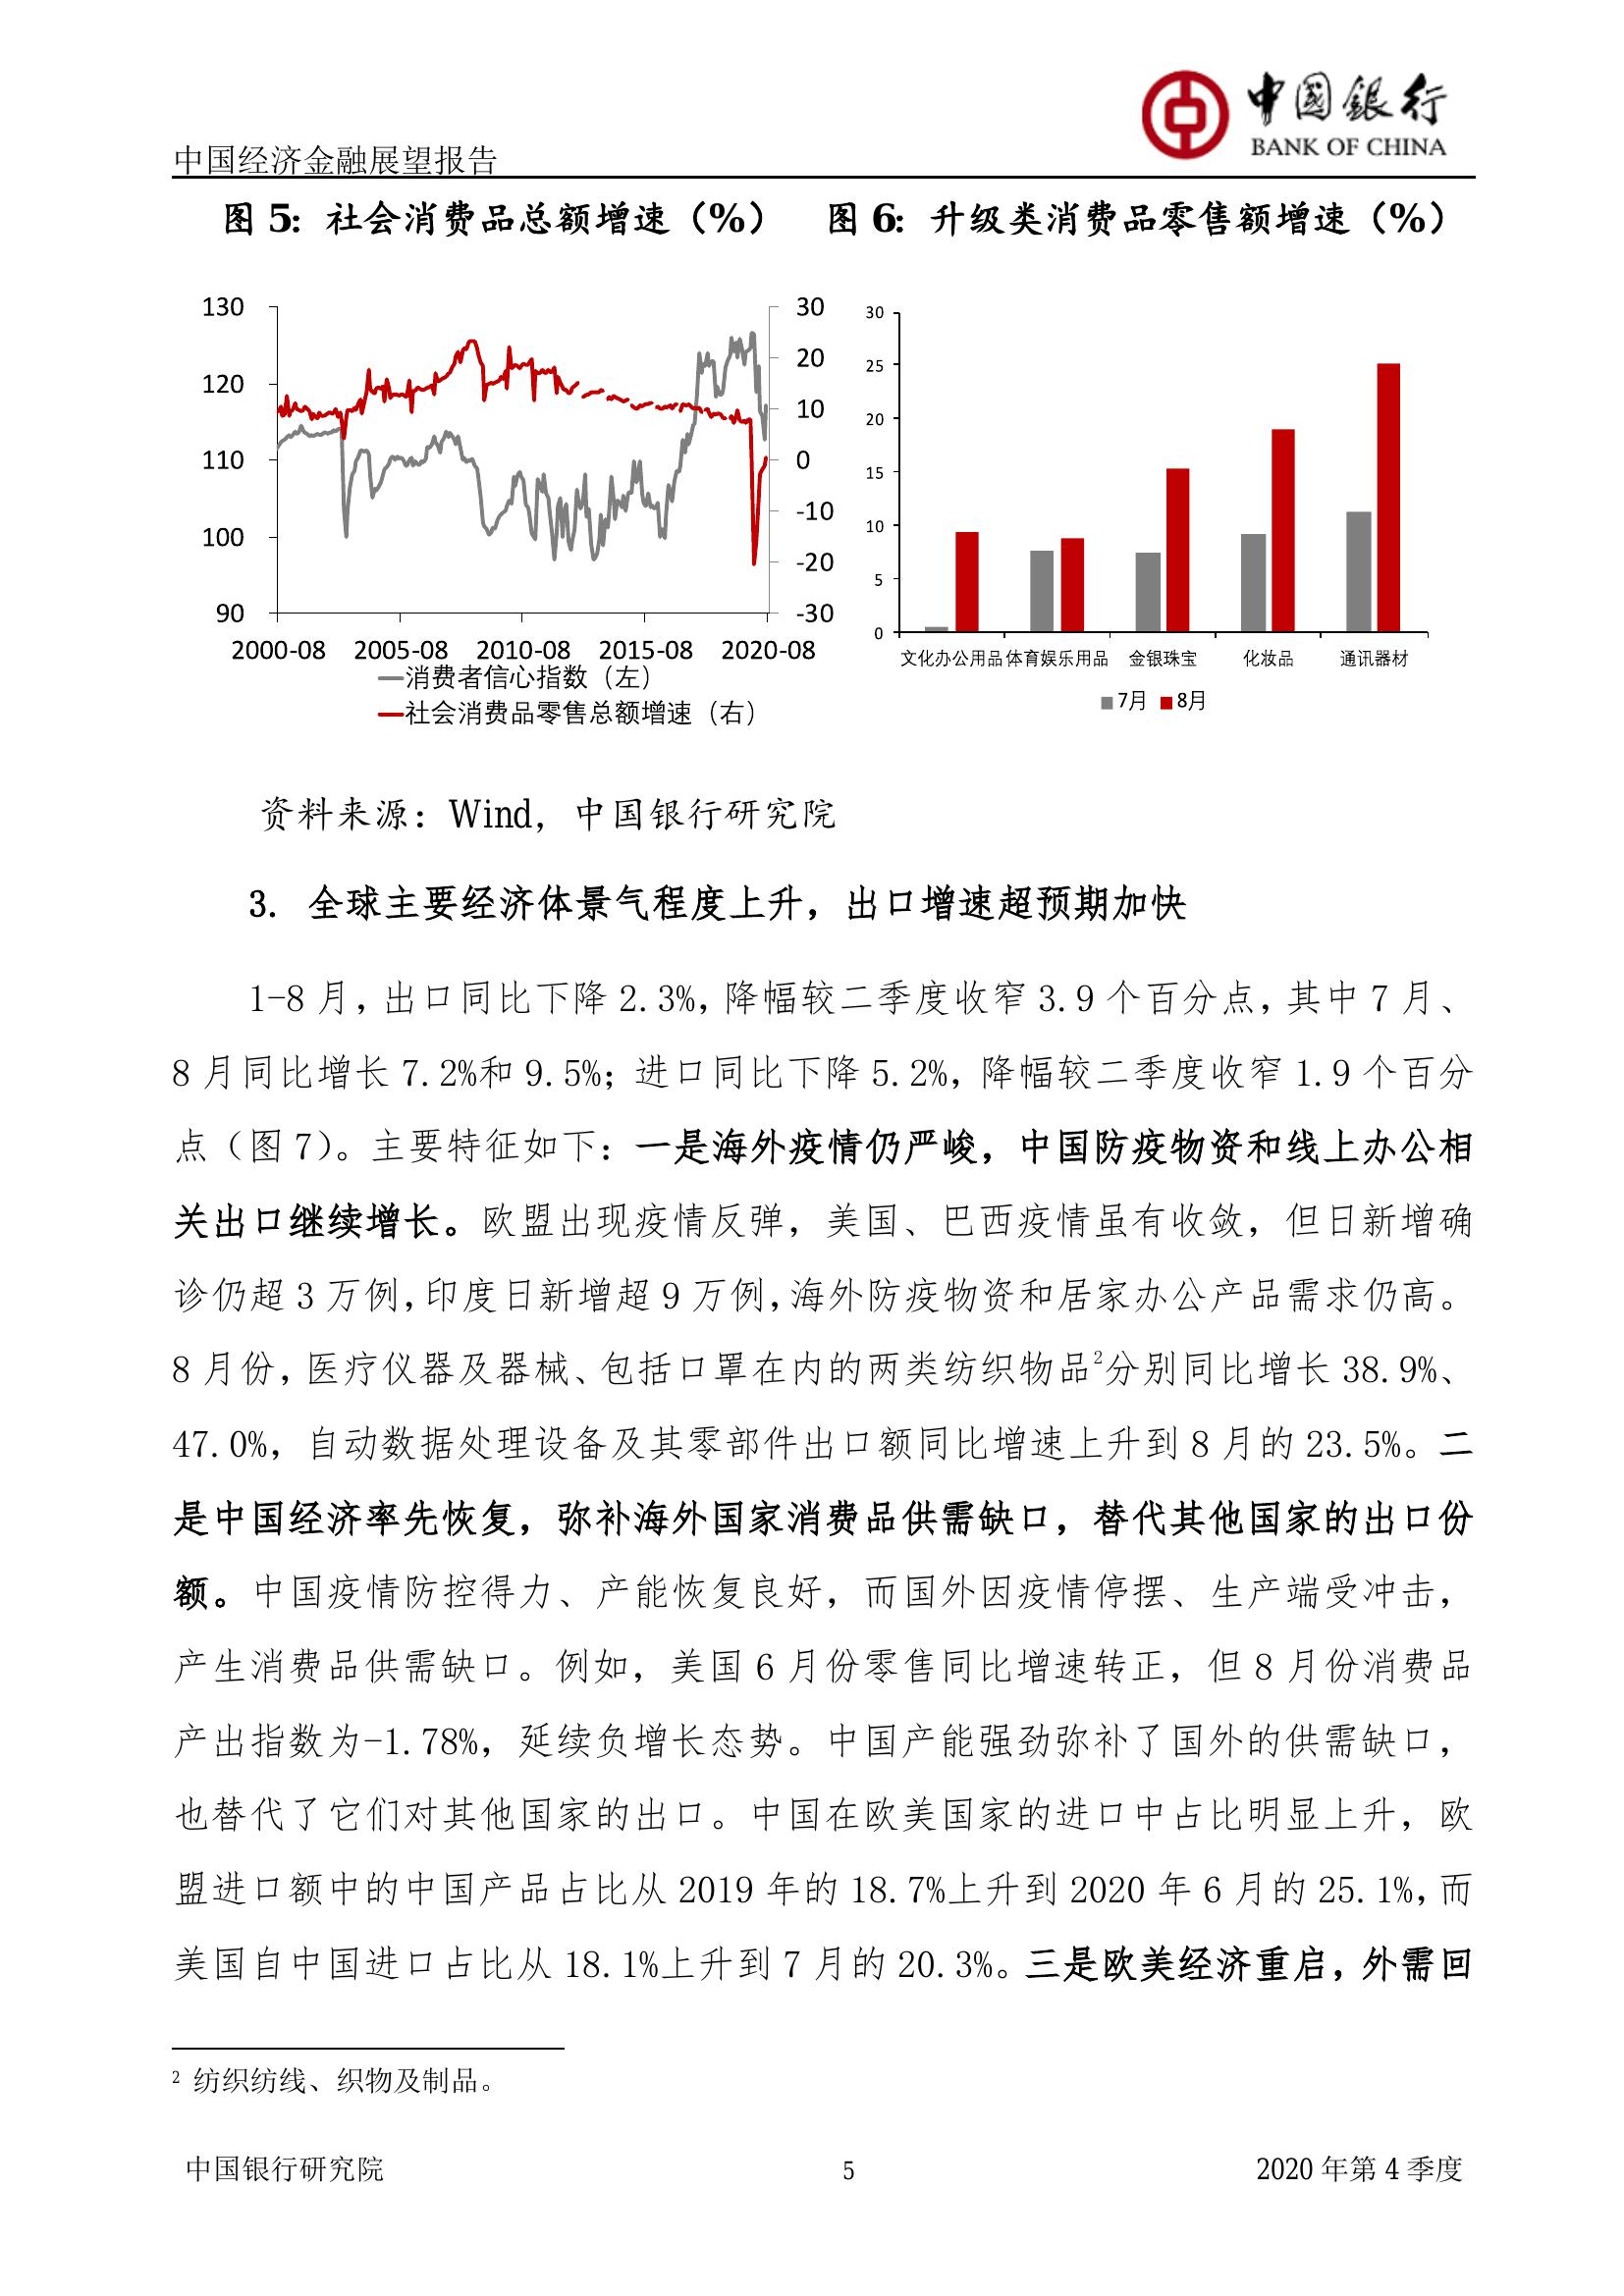 中國銀行
BANK OF CHINA
中国经济金融展望报告
图 5：社会消费品总额增速（%）
图 6：升级类消费品零售额增速（%）
130
120
110
100
90
30
20
10
0
-10
-20
-30
2000-08 2005-08 2010-08 2015-08 2020-08
消费者信心指数（左）
社会消费品零售总额增速（右）
30
25
20
15
10
5
0
文化办公用品 体育娱乐用品 金银珠宝 化妆品 通讯器材
7月 8月
资料来源：Wind，中国银行研究院
3. 全球主要经济体景气程度上升，出口增速超预期加快
1-8 月，出口同比下降 2.3%，降幅较二季度收窄 3.9 个百分点，其中 7 月、
8 月同比增长 7.2%和 9.5%；进口同比下降 5.2%，降幅较二季度收窄 1.9 个百分
点（图 7）。主要特征如下：一是海外疫情仍严峻，中国防疫物资和线上办公相
关出口继续增长。欧盟出现疫情反弹，美国、巴西疫情虽有收敛，但日新增确
诊仍超 3 万例，印度日新增超 9 万例，海外防疫物资和居家办公产品需求仍高。
8 月份，医疗仪器及器械、包括口罩在内的两类纺织物品2分别同比增长 38.9%、
47.0%，自动数据处理设备及其零部件出口额同比增速上升到 8 月的 23.5%。二
是中国经济率先恢复，弥补海外国家消费品供需缺口，替代其他国家的出口份
额。中国疫情防控得力、产能恢复良好，而国外因疫情停摆、生产端受冲击，
产生消费品供需缺口。例如，美国 6 月份零售同比增速转正，但 8 月份消费品
产出指数为-1.78%，延续负增长态势。中国产能强劲弥补了国外的供需缺口，
也替代了它们对其他国家的出口。中国在欧美国家的进口中占比明显上升，欧
盟进口额中的中国产品占比从 2019 年的 18.7%上升到 2020 年 6 月的 25.1%，而
美国自中国进口占比从 18.1%上升到 7 月的 20.3%。三是欧美经济重启，外需回
2 纺织纺线、织物及制品。
中国银行研究院 5 2020 年第 4 季度